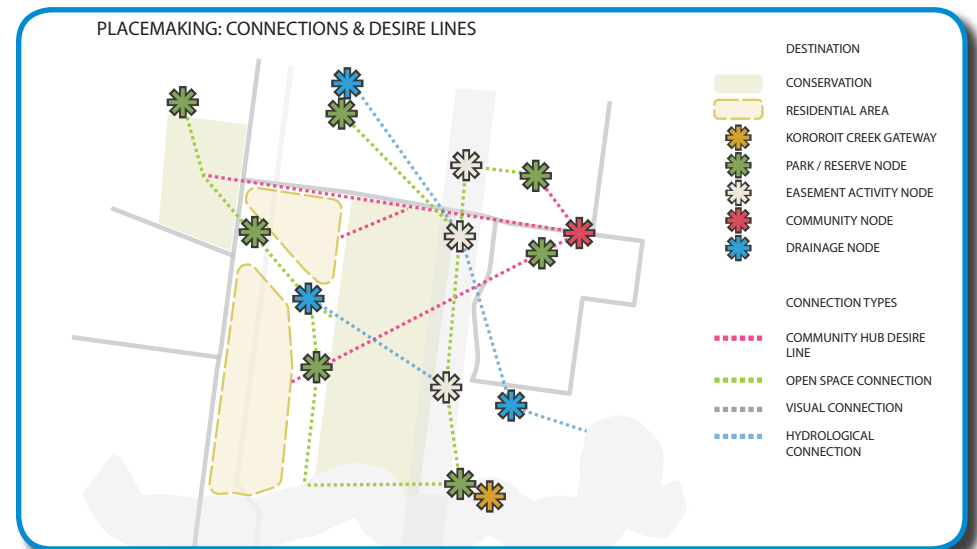 PLACEMAKING: CONNECTIONS & DESIRE LINES
DESTINATION
CONSERVATION
RESIDENTIAL AREA
KOROROIT CREEK GATEWAY
PARK / RESERVE NODE
EASEMENT ACTIVITY NODE
COMMUNITY NODE
DRAINAGE NODE
CONNECTION TYPES
COMMUNITY HUB DESIRE
LINE
OPEN SPACE CONNECTION
VISUAL CONNECTION
HYDROLOGICAL
CONNECTION